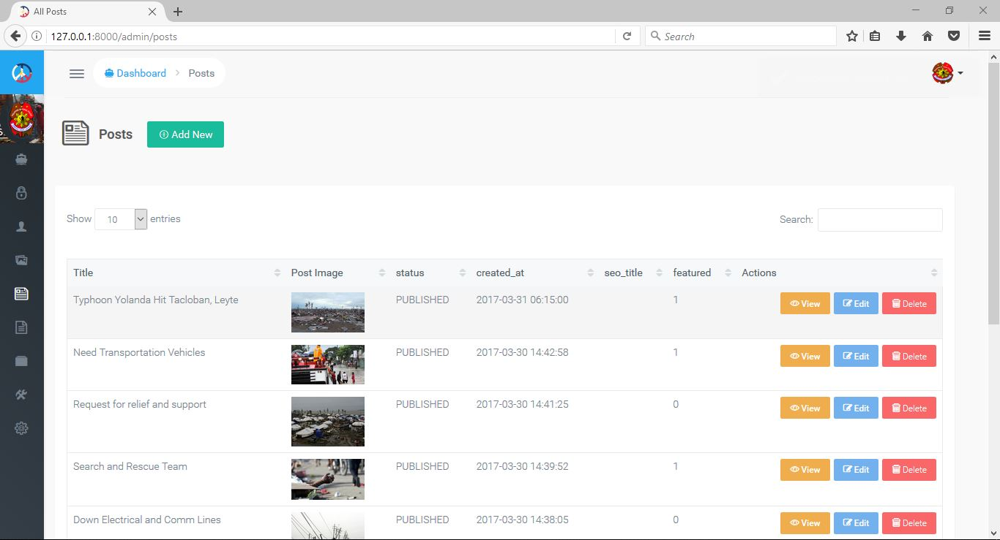 All Posts
127.0.0.1:8000/admin/posts
Search
Dashboard > Posts
Posts
Add New
Show 10 entries
Search:
Title Post Image status created_at seo_title featured Actions
Typhoon Yolanda Hit Tacloban, Leyte PUBLISHED 2017-03-31 06:15:00 1 View Edit Delete
Need Transportation Vehicles PUBLISHED 2017-03-30 14:42:58 1 View Edit Delete
Request for relief and support PUBLISHED 2017-03-30 14:41:25 0 View Edit Delete
Search and Rescue Team PUBLISHED 2017-03-30 14:39:52 1 View Edit Delete
Down Electrical and Comm Lines PUBLISHED 2017-03-30 14:38:05 0 View Edit Delete